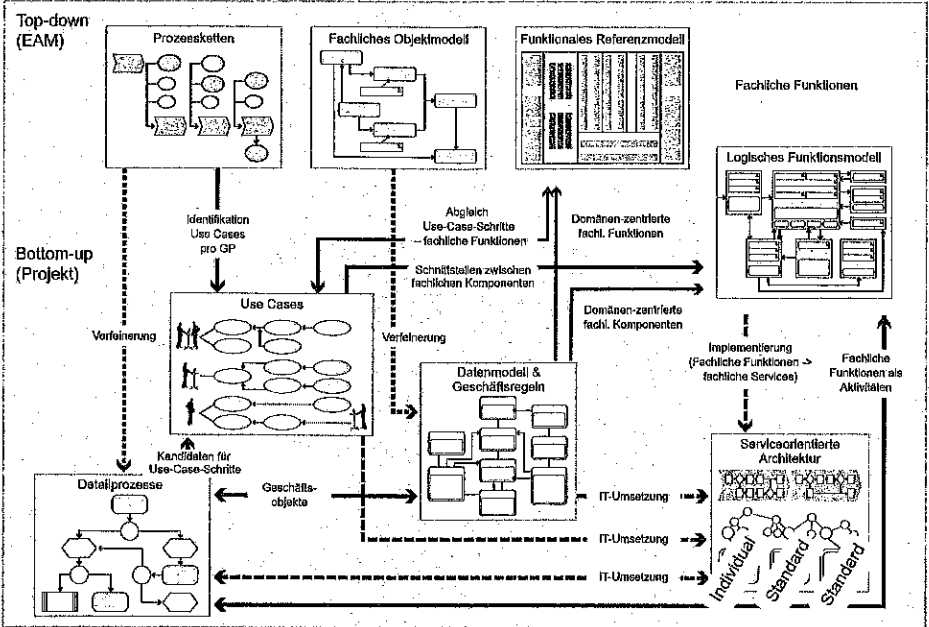 Top-down
(EAM)
Prozessketten
Fachliches Objektmodell
Funktionales Referenzmodell
Fachliche Funktionen
Logisches Funktionsmodell
Identifikation
Use Cases
pro GP
Abgleich
Use-Case-Schritte
– fachliche Funktionen
Domänen-zentrierte
fachl. Funktionen
Bottom-up
(Projekt)
Schnittstellen zwischen
fachlichen Komponenten
Use Cases
Domänen-zentrierte
fachl. Komponenten
Verfeinerung
Verfeinerung
Implementierung
(Fachliche Funktionen ->
fachliche Services)
Fachliche
Funktionen als
Aktivitäten
Datenmodell &
Geschäftsregeln
Kandidaten für
Use-Case-Schritte
Serviceorientierte
Architektur
Detailprozesse
Geschäfts-
objekte
IT-Umsetzung
IT-Umsetzung
IT-Umsetzung
Individual
Standard
Standard